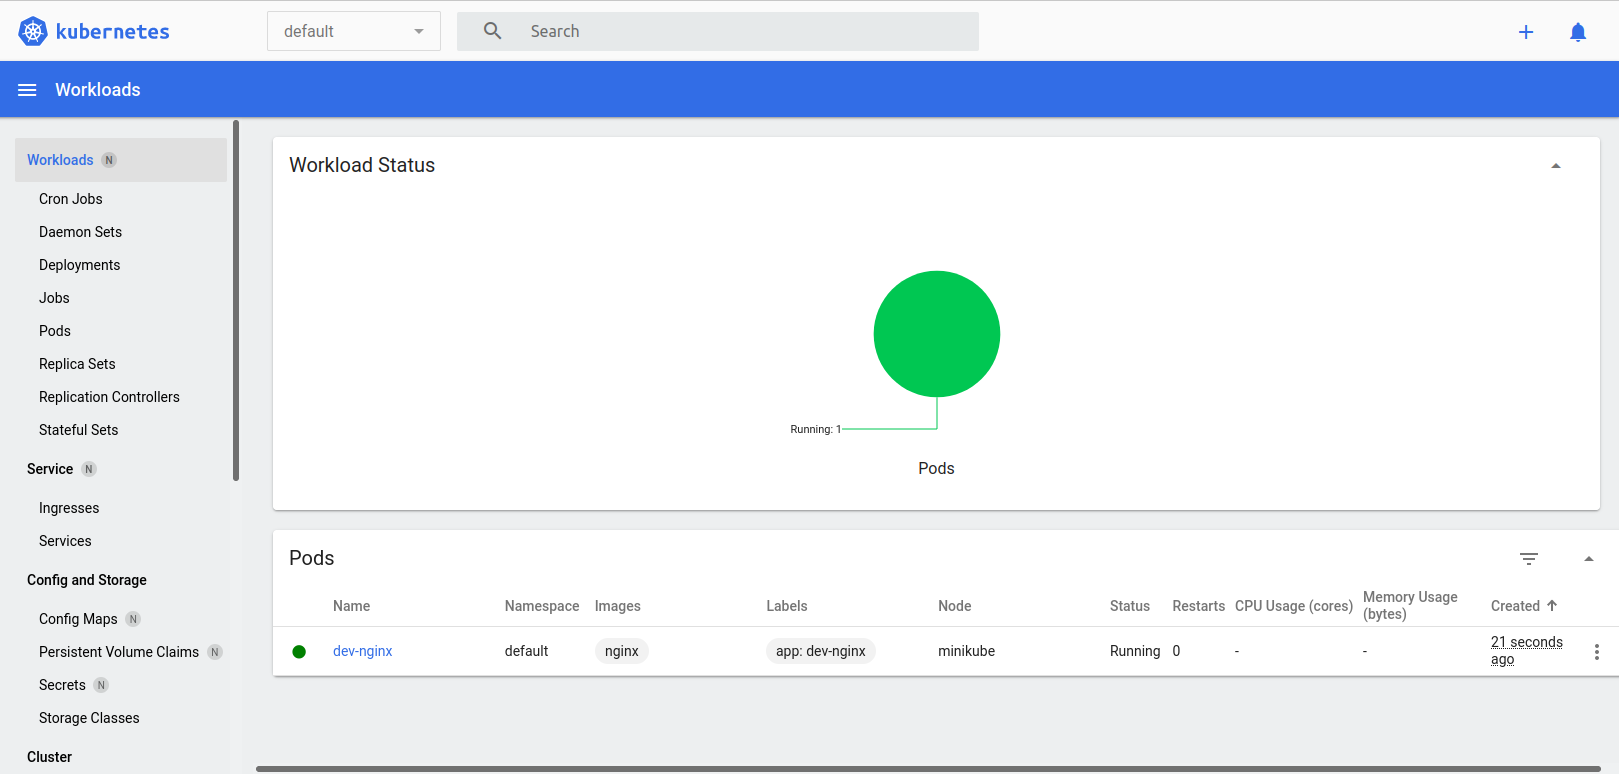 kubernetes
default
Search
Workloads
Workloads N
Cron Jobs
Daemon Sets
Deployments
Jobs
Pods
Replica Sets
Replication Controllers
Stateful Sets
Service N
Ingresses
Services
Config and Storage
Config Maps N
Persistent Volume Claims N
Secrets N
Storage Classes
Cluster
Workload Status
Running: 1
Pods
Pods
Name Namespace Images Labels Node Status Restarts CPU Usage (cores) Memory Usage (bytes) Created
dev-nginx default nginx app: dev-nginx minikube Running 0 - - 21 seconds ago